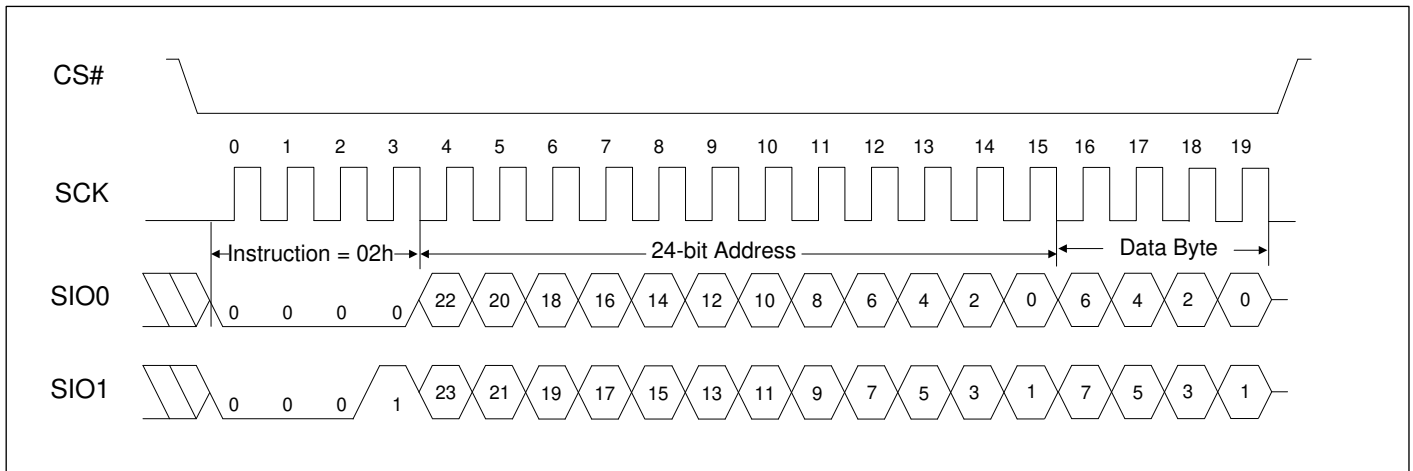 CS#
0 1 2 3 4 5 6 7 8 9 10 11 12 13 14 15 16 17 18 19
SCK
Instruction = 02h 24-bit Address Data Byte
SIO0 0 0 0 0 22 20 18 16 14 12 10 8 6 4 2 0 6 4 2 0
SIO1 0 0 0 1 23 21 19 17 15 13 11 9 7 5 3 1 7 5 3 1